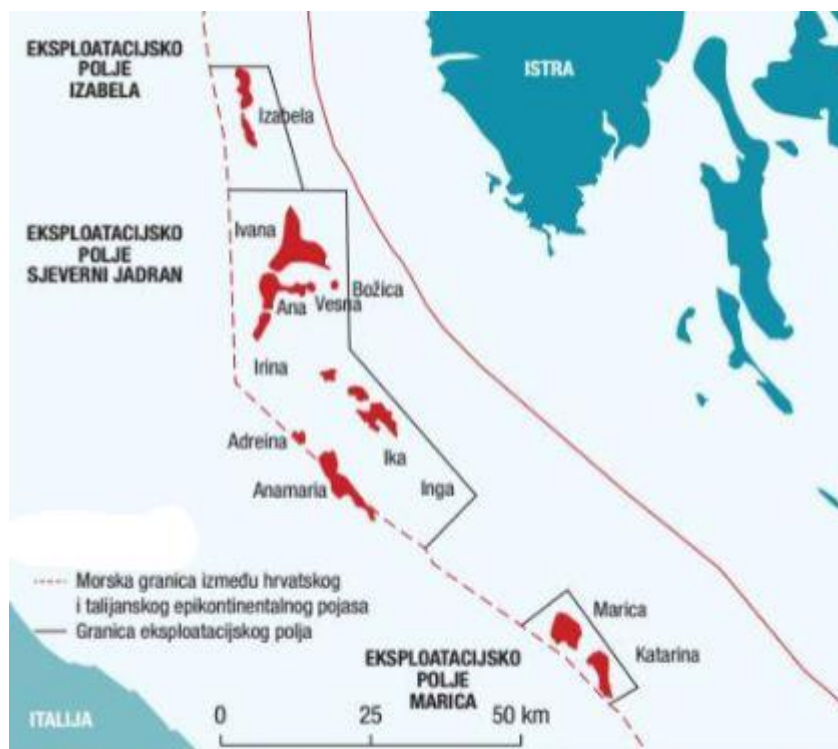 EKSPLOATACIJSKO
POLJE
IZABELA
ISTRA
Izabela
EKSPLOATACIJSKO
POLJE
SJEVERNI JADRAN
Ivana
Božica
Ana
Vesna
Irina
Adreina
Ika
Anamaria
Inga
Morska granica između hrvatskog
i talijanskog epikontinentalnog pojasa
Granica eksploatacijskog polja
Marica
Katarina
EKSPLOATACIJSKO
POLJE
MARICA
ITALIJA
0 25 50 km